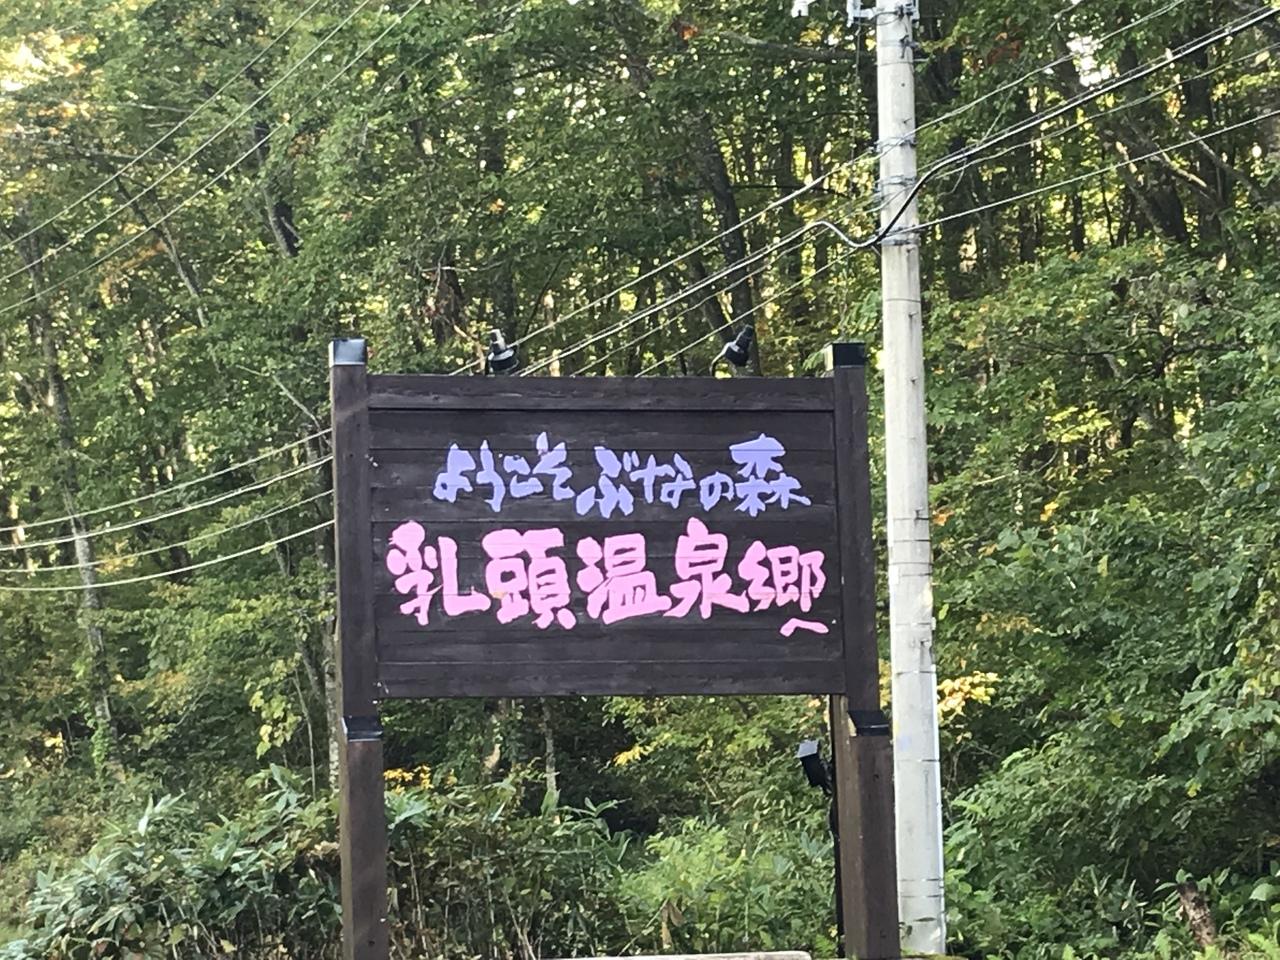 ようこそ ぶなの森
乳頭温泉郷へ